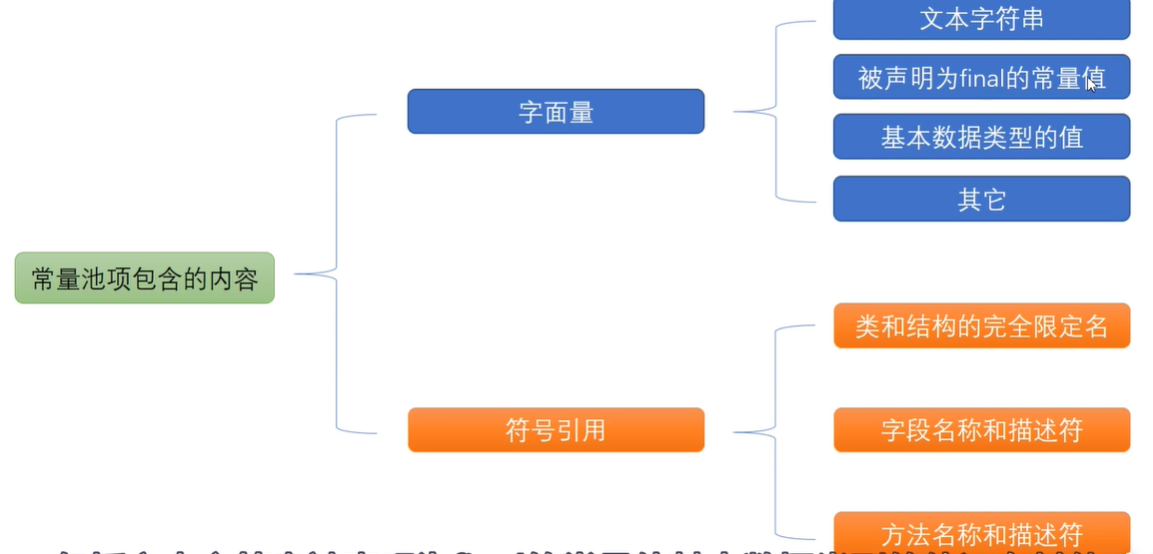 常量池项包含的内容
字面量
文本字符串
被声明为final的常量值
基本数据类型的值
其它
符号引用
类和结构的完全限定名
字段名称和描述符
方法名称和描述符